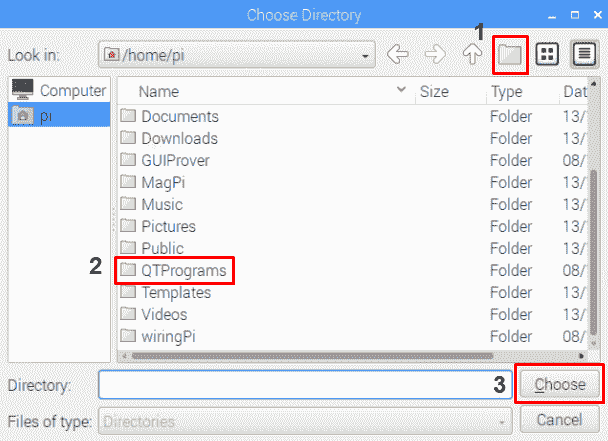 Choose Directory
1
Look in: /home/pi
Computer
pi
Name Size Type Dat
Documents Folder 13/
Downloads Folder 13/
GUIProver Folder 08/
MagPi Folder 13/
Music Folder 13/
Pictures Folder 13/
Public Folder 13/
2 QTPrograms Folder 08/
Templates Folder 13/
Videos Folder 13/
wiringPi Folder 08/
Directory: 3 Choose
Files of type: Directories Cancel